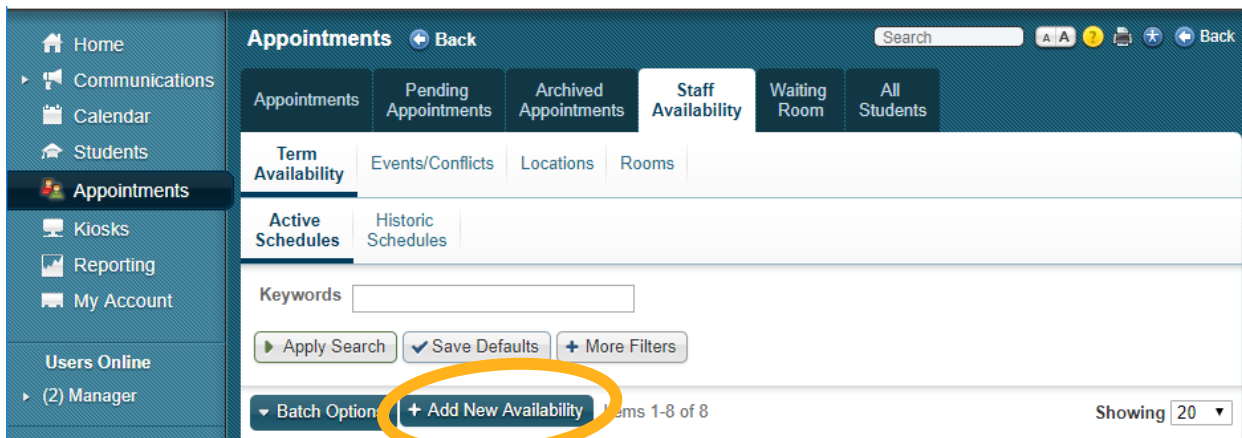 Home
Communications
Calendar
Students
Appointments
Kiosks
Reporting
My Account
Users Online
(2) Manager
Appointments Back
Search A A ? Back
Appointments
Pending
Appointments
Archived
Appointments
Staff
Availability
Waiting
Room
All
Students
Term
Availability
Events/Conflicts
Locations
Rooms
Active
Schedules
Historic
Schedules
Keywords
Apply Search
Save Defaults
+ More Filters
Batch
+ Add New Availability
1-8 of 8
Showing 20